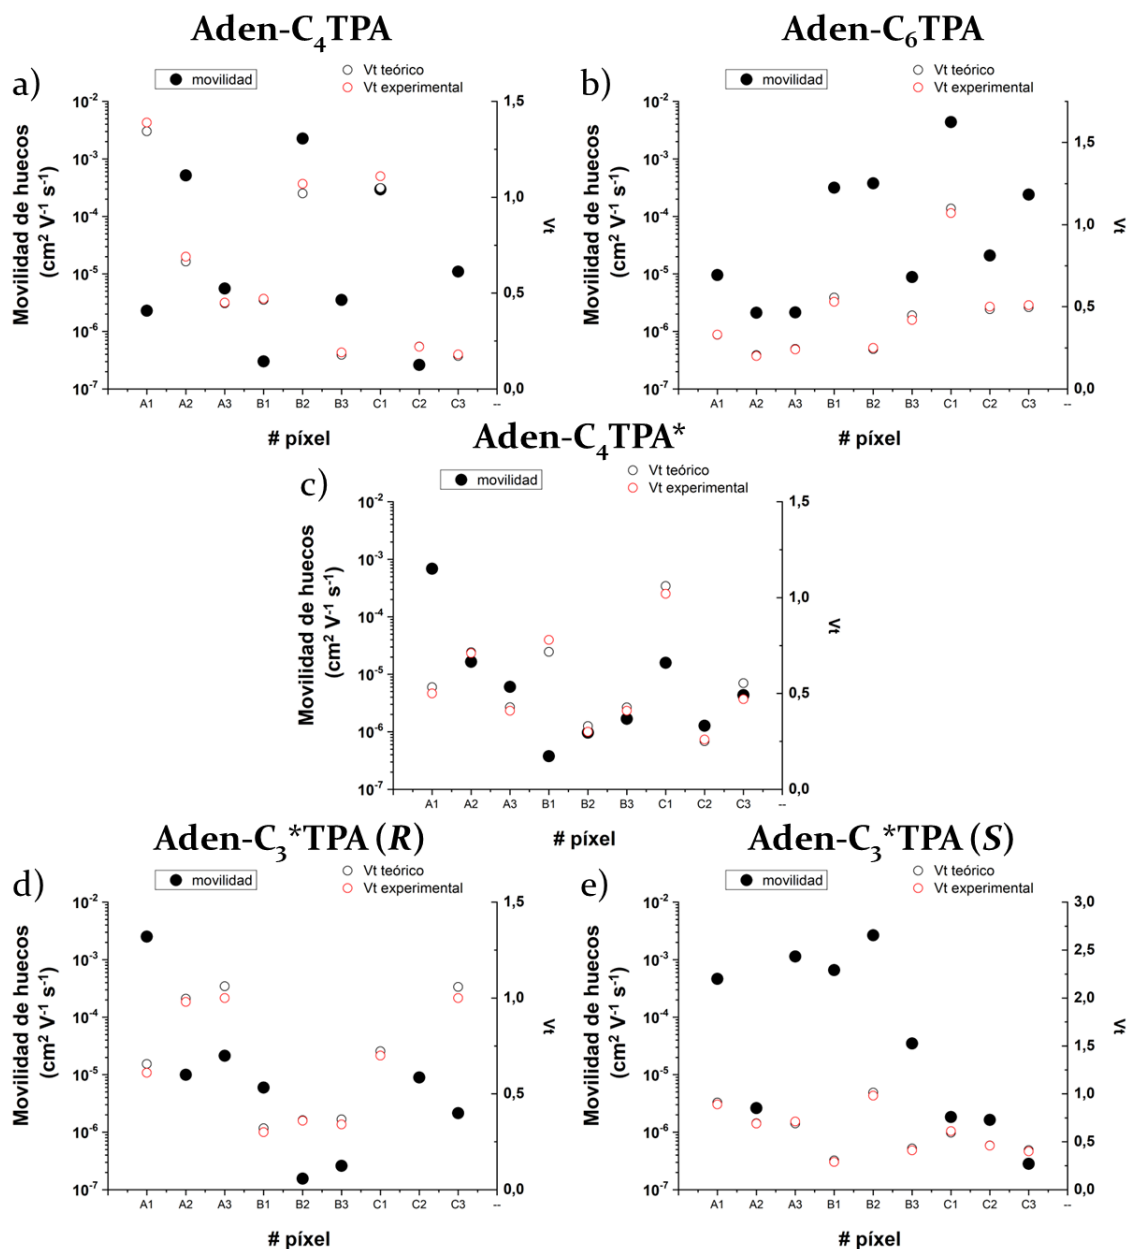 Aden-C4TPA
a)
movilidad
Vt teórico
Vt experimental
Movilidad de huecos
(cm² V⁻¹ s⁻¹)
10⁻²
10⁻³
10⁻⁴
10⁻⁵
10⁻⁶
10⁻⁷
1,5
1,0
0,5
0,0
Vt
A1 A2 A3 B1 B2 B3 C1 C2 C3 --
# píxel
Aden-C6TPA
b)
movilidad
Vt teórico
Vt experimental
Movilidad de huecos
(cm² V⁻¹ s⁻¹)
10⁻²
10⁻³
10⁻⁴
10⁻⁵
10⁻⁶
10⁻⁷
1,5
1,0
0,5
0,0
Vt
A1 A2 A3 B1 B2 B3 C1 C2 C3 --
# píxel
Aden-C4TPA*
c)
movilidad
Vt teórico
Vt experimental
Movilidad de huecos
(cm² V⁻¹ s⁻¹)
10⁻²
10⁻³
10⁻⁴
10⁻⁵
10⁻⁶
10⁻⁷
1,5
1,0
0,5
0,0
Vt
A1 A2 A3 B1 B2 B3 C1 C2 C3 --
# píxel
Aden-C3*TPA (R)
d)
movilidad
Vt teórico
Vt experimental
Movilidad de huecos
(cm² V⁻¹ s⁻¹)
10⁻²
10⁻³
10⁻⁴
10⁻⁵
10⁻⁶
10⁻⁷
1,5
1,0
0,5
0,0
Vt
A1 A2 A3 B1 B2 B3 C1 C2 C3 --
# píxel
Aden-C3*TPA (S)
e)
movilidad
Vt teórico
Vt experimental
Movilidad de huecos
(cm² V⁻¹ s⁻¹)
10⁻²
10⁻³
10⁻⁴
10⁻⁵
10⁻⁶
10⁻⁷
3,0
2,5
2,0
1,5
1,0
0,5
0,0
Vt
A1 A2 A3 B1 B2 B3 C1 C2 C3 --
# píxel